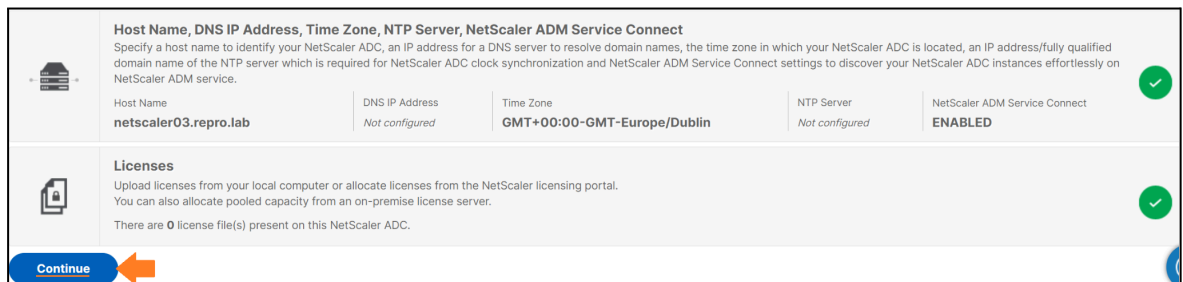 Host Name, DNS IP Address, Time Zone, NTP Server, NetScaler ADM Service Connect
Specify a host name to identify your NetScaler ADC, an IP address for a DNS server to resolve domain names, the time zone in which your NetScaler ADC is located, an IP address/fully qualified
domain name of the NTP server which is required for NetScaler ADC clock synchronization and NetScaler ADM Service Connect settings to discover your NetScaler ADC instances effortlessly on
NetScaler ADM service.
Host Name DNS IP Address Time Zone NTP Server NetScaler ADM Service Connect
netscaler03.repro.lab Not configured GMT+00:00-GMT-Europe/Dublin Not configured ENABLED
Licenses
Upload licenses from your local computer or allocate licenses from the NetScaler licensing portal.
You can also allocate pooled capacity from an on-premise license server.
There are 0 license file(s) present on this NetScaler ADC.
Continue